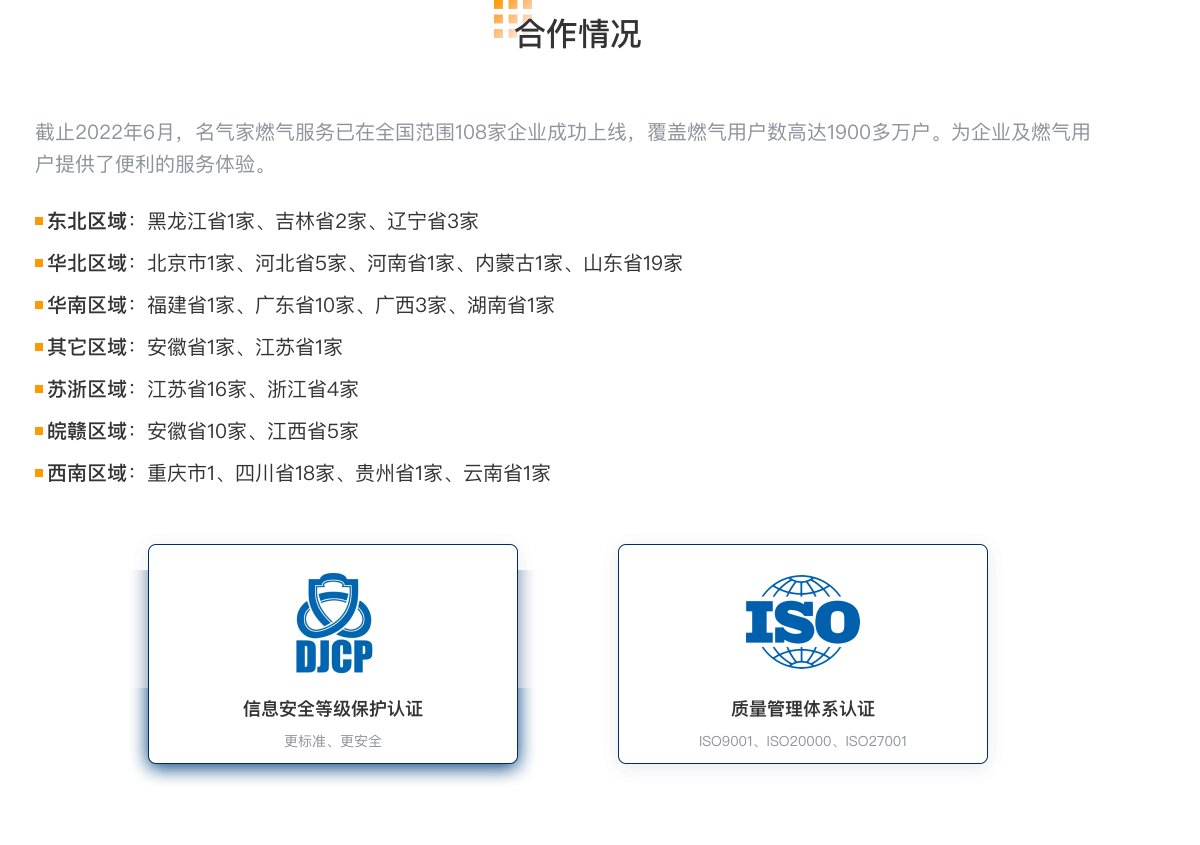 合作情况
截止2022年6月，名气家燃气服务已在全国范围108家企业成功上线，覆盖燃气用户数高达1900多万户。为企业及燃气用
户提供了便利的服务体验。
东北区域：黑龙江省1家、吉林省2家、辽宁省3家
华北区域：北京市1家、河北省5家、河南省1家、内蒙古1家、山东省19家
华南区域：福建省1家、广东省10家、广西3家、湖南省1家
其它区域：安徽省1家、江苏省1家
苏浙区域：江苏省16家、浙江省4家
皖赣区域：安徽省10家、江西省5家
西南区域：重庆市1、四川省18家、贵州省1家、云南省1家
DJCP
信息安全等级保护认证
更标准、更安全
ISO
质量管理体系认证
ISO9001、ISO20000、ISO27001